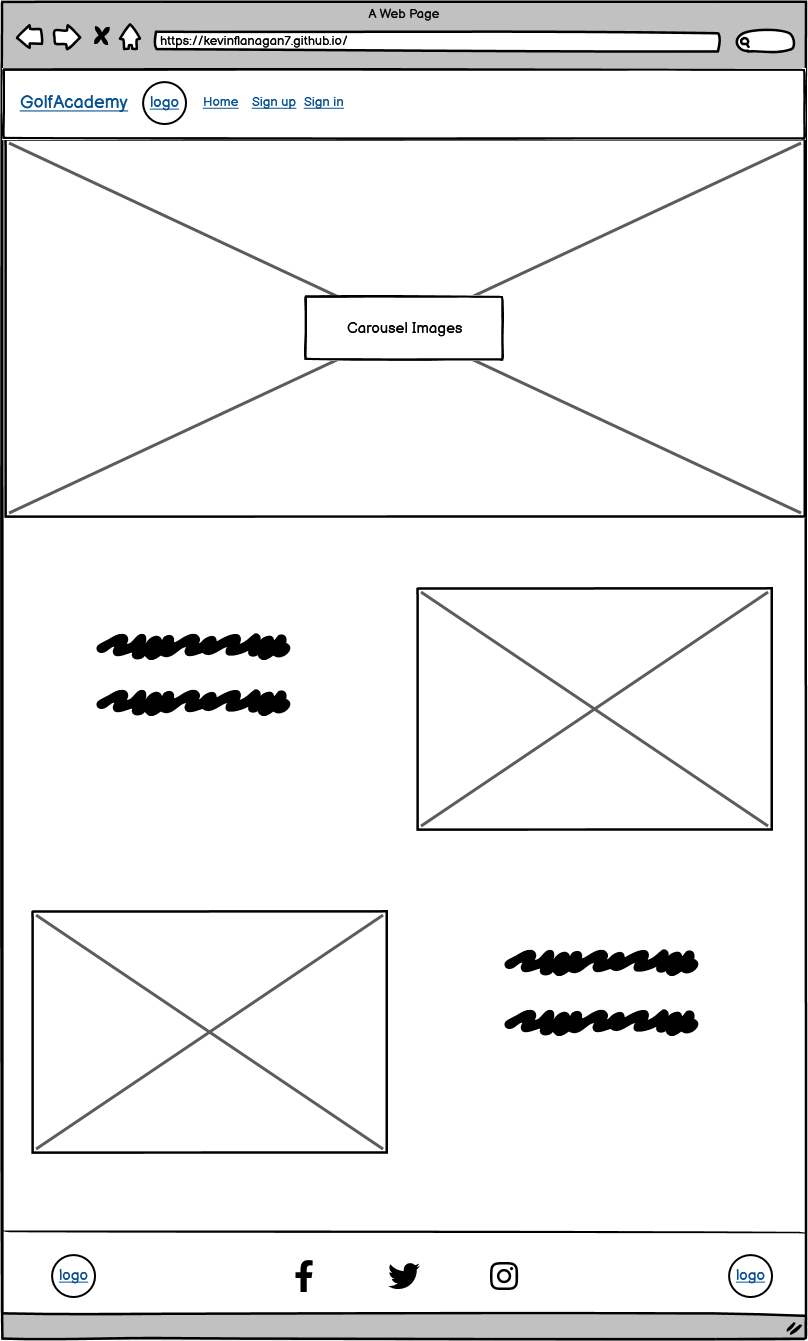 A Web Page
https://kevinflanagan7.github.io/
GolfAcademy logo Home Sign up Sign in
Carousel Images
logo logo